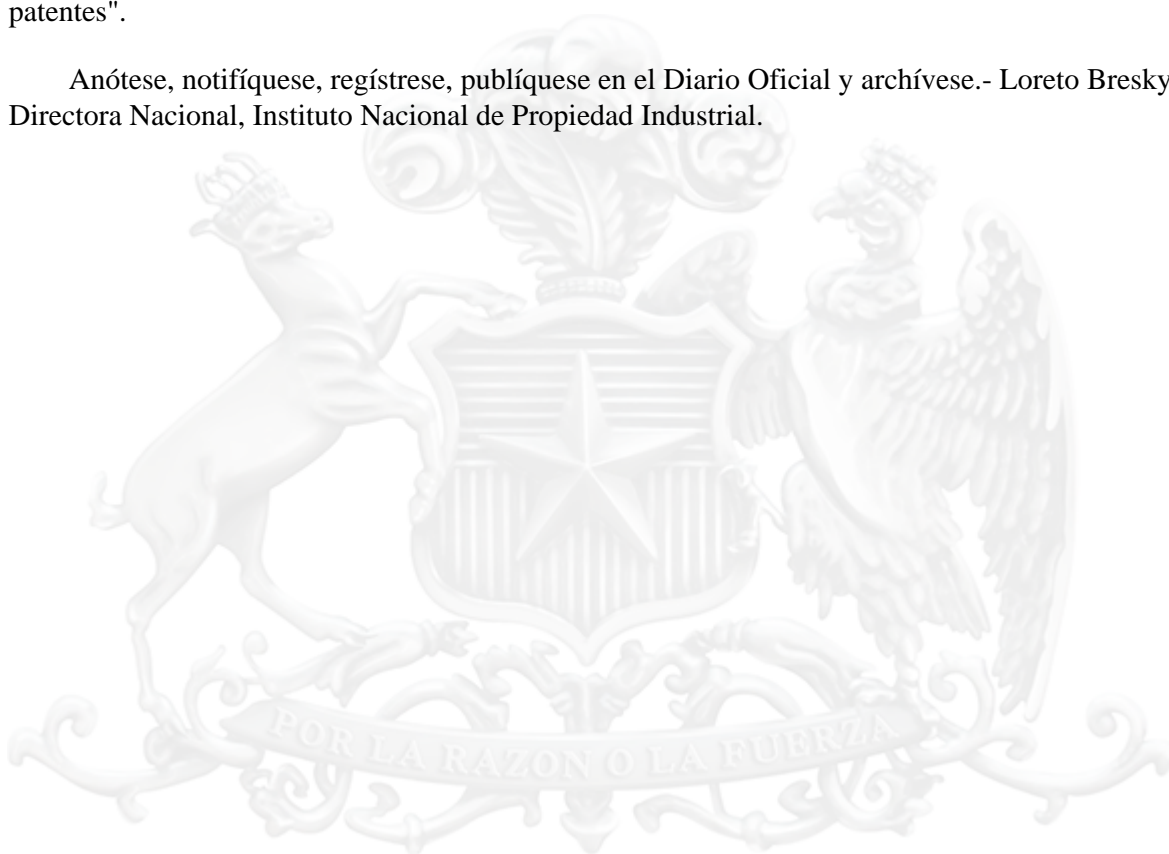 patentes".
Anótese, notifíquese, regístrese, publíquese en el Diario Oficial y archívese.- Loreto Bresky
Directora Nacional, Instituto Nacional de Propiedad Industrial.
POR LA RAZON O LA FUERZA